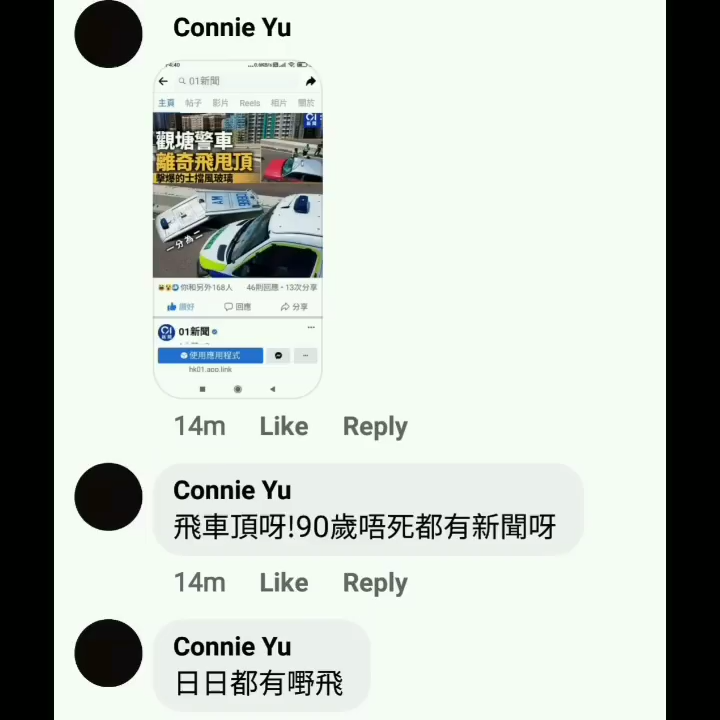 Connie Yu
01新聞
主頁 帖子 影片 Reels 相片 關於
觀塘警車
離奇飛甩頂
擊爆的士擋風玻璃
一分為二
你和另外168人 46則回應・13次分享
讚好 回應 分享
01新聞
使用應用程式
hk01.app.link
14m Like Reply
Connie Yu
飛車頂呀!90歲唔死都有新聞呀
14m Like Reply
Connie Yu
日日都有嘢飛